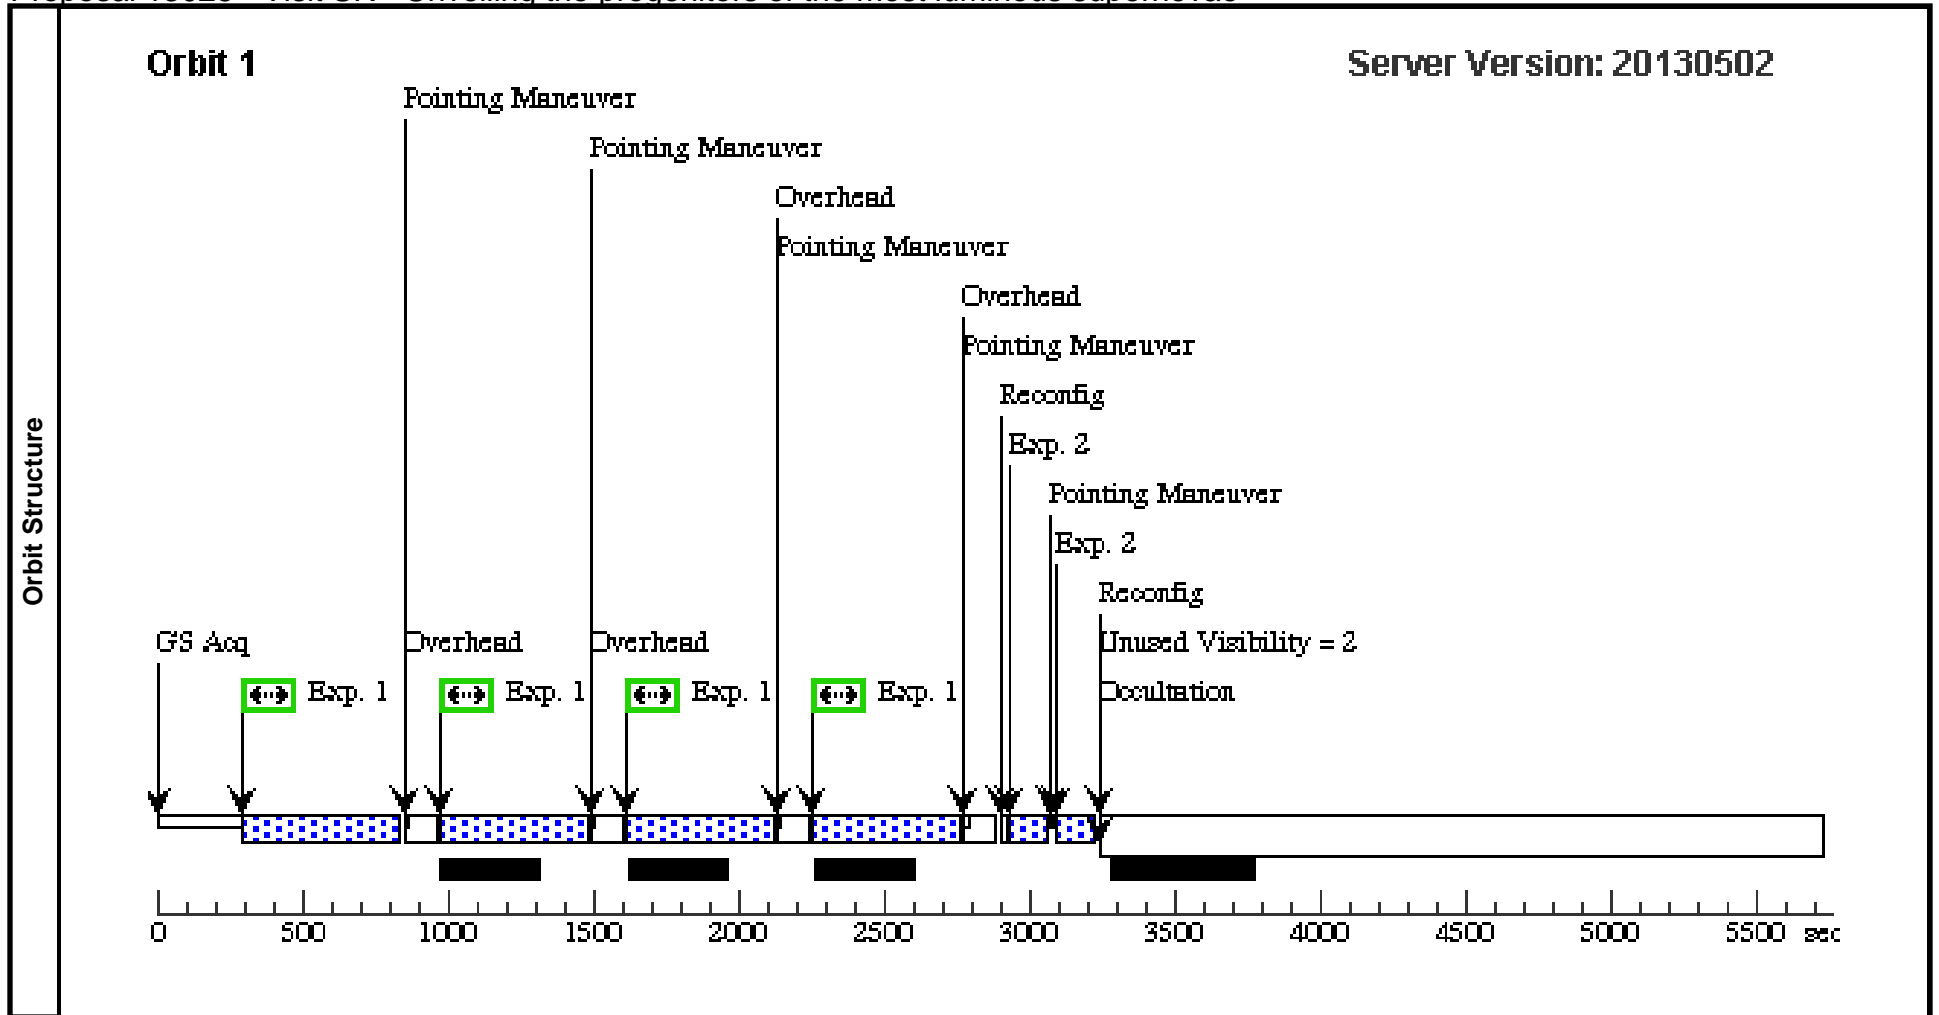 Orbit 1 Server Version: 20130502
Pointing Maneuver
Pointing Maneuver
Overhead
Pointing Maneuver
Overhead
Pointing Maneuver
Reconfig
Exp. 2
Pointing Maneuver
Exp. 2
Reconfig
GS Acq Overhead Overhead Unused Visibility = 2
Exp. 1 Exp. 1 Exp. 1 Exp. 1 Occultation
0 500 1000 1500 2000 2500 3000 3500 4000 4500 5000 5500 sec
Orbit Structure